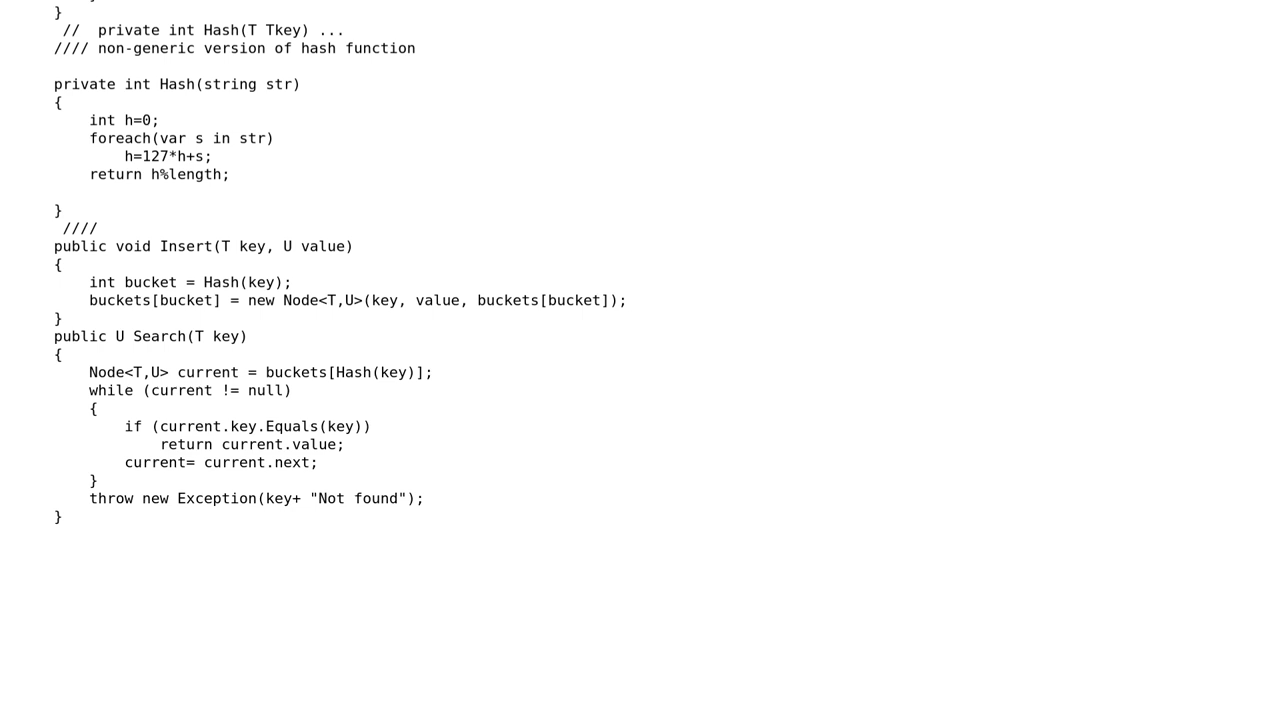 }
 //  private int Hash(T Tkey) ...
//// non-generic version of hash function
private int Hash(string str)
{
    int h=0;
    foreach(var s in str)
        h=127*h+s;
    return h%length;
}
 ////
public void Insert(T key, U value)
{
    int bucket = Hash(key);
    buckets[bucket] = new Node<T,U>(key, value, buckets[bucket]);
}
public U Search(T key)
{
    Node<T,U> current = buckets[Hash(key)];
    while (current != null)
    {
        if (current.key.Equals(key))
            return current.value;
        current= current.next;
    }
    throw new Exception(key+ "Not found");
}